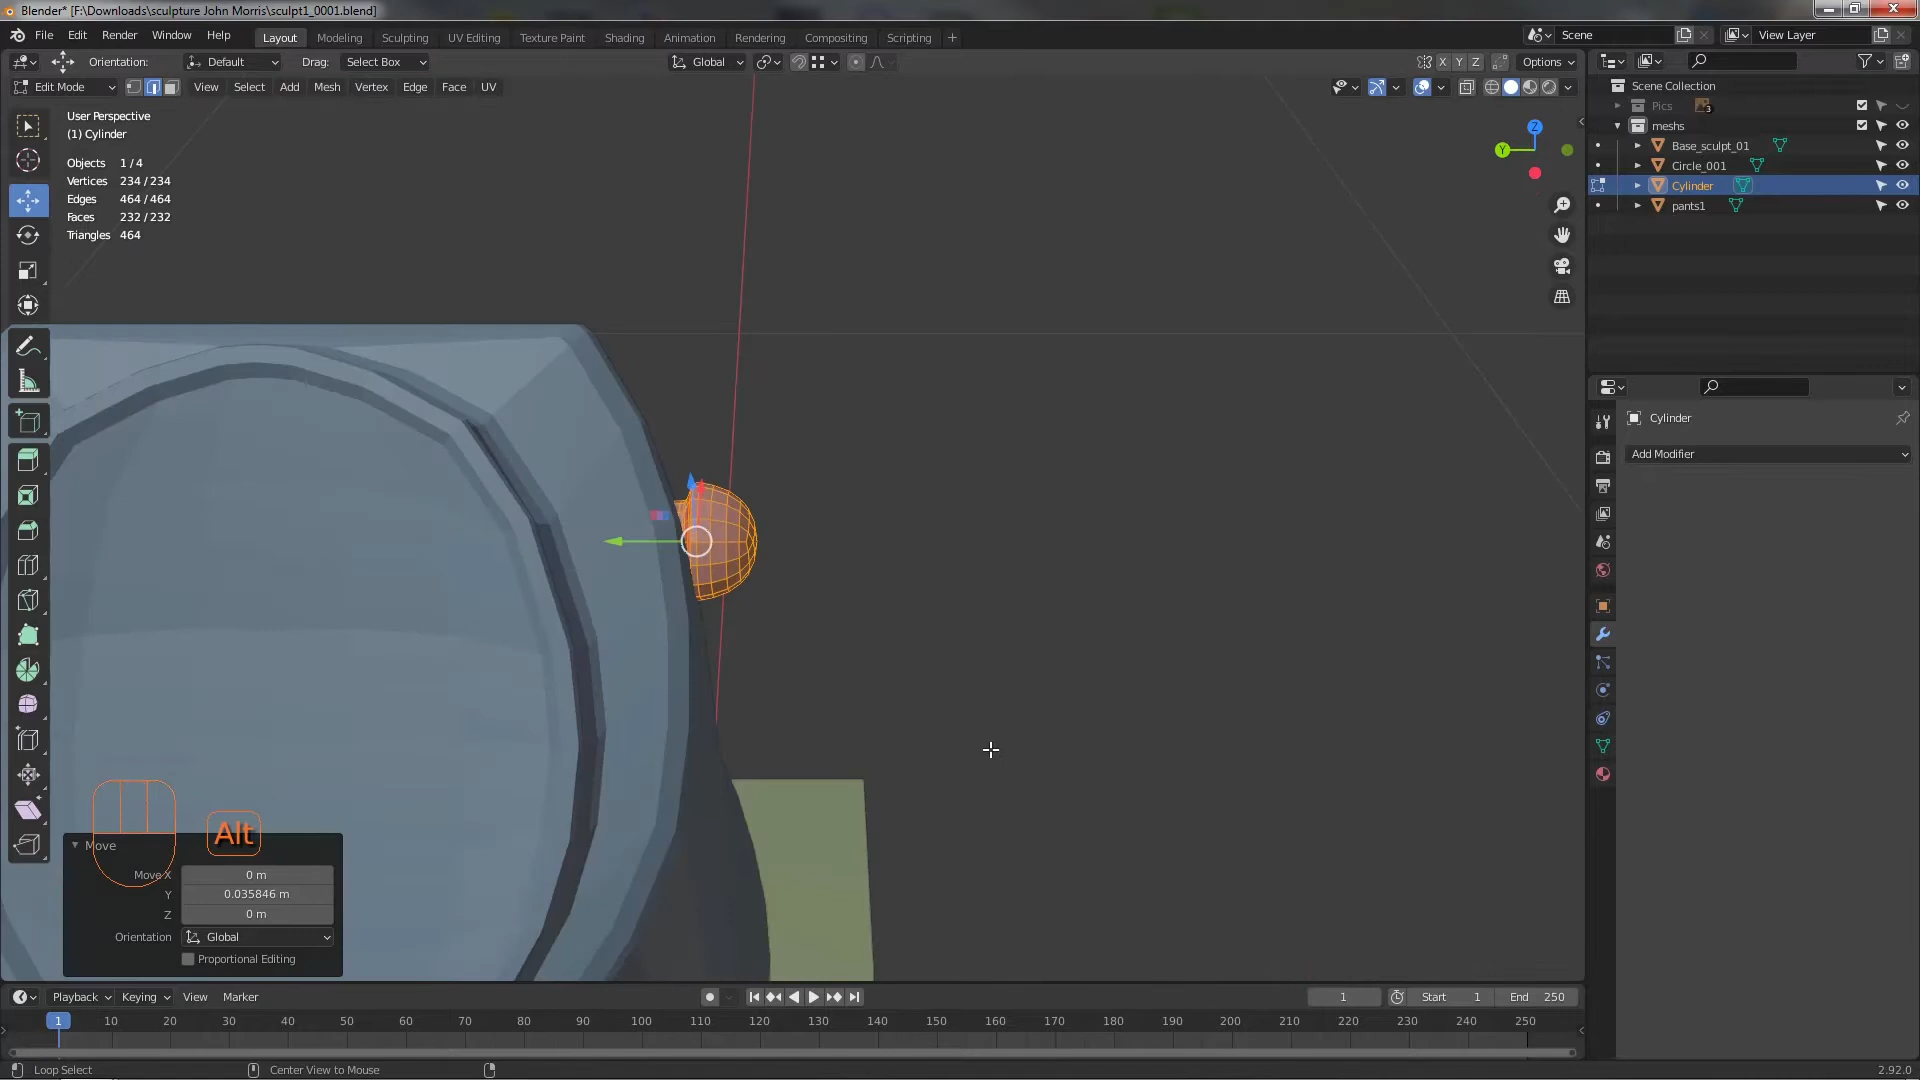 Blender* [F:\Downloads\sculpture John Morris\sculpt1_0001.blend]
File Edit Render Window Help Layout Modeling Sculpting UV Editing Texture Paint Shading Animation Rendering Compositing Scripting + Scene View Layer
Orientation: Default Drag: Select Box Global X Y Z Options
Edit Mode View Select Add Mesh Vertex Edge Face UV
User Perspective
(1) Cylinder
Objects 1 / 4
Vertices 234 / 234
Edges 464 / 464
Faces 232 / 232
Triangles 464
Z
Y
Scene Collection
Pics 3
meshs
Base_sculpt_01
Circle_001
Cylinder
pants1
Cylinder
Add Modifier
Alt
Move
Move X 0 m
Y 0.035846 m
Z 0 m
Orientation Global
Proportional Editing
Playback Keying View Marker 1 Start 1 End 250
1 10 20 30 40 50 60 70 80 90 100 110 120 130 140 150 160 170 180 190 200 210 220 230 240 250
Loop Select Center View to Mouse 2.92.0